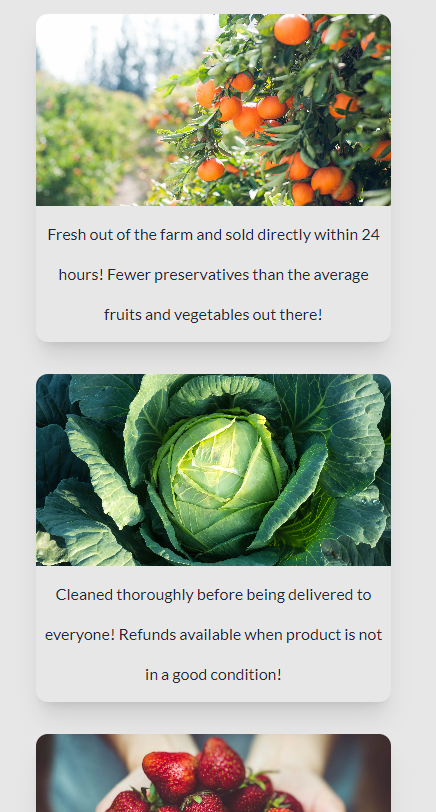 Fresh out of the farm and sold directly within 24
hours! Fewer preservatives than the average
fruits and vegetables out there!
Cleaned thoroughly before being delivered to
everyone! Refunds available when product is not
in a good condition!